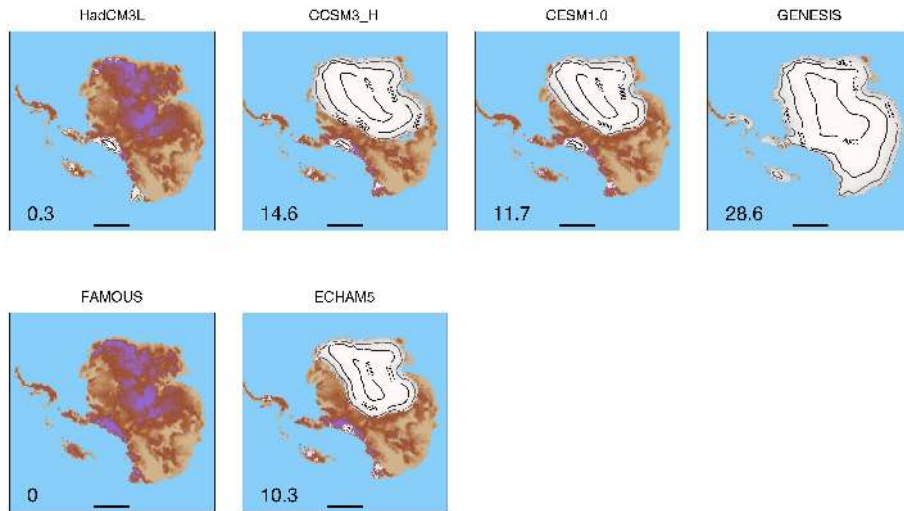 HadCM3L
CCSM3_H
CESM1.0
GENESIS
0.3
14.6
11.7
28.6
FAMOUS
ECHAM5
0
10.3